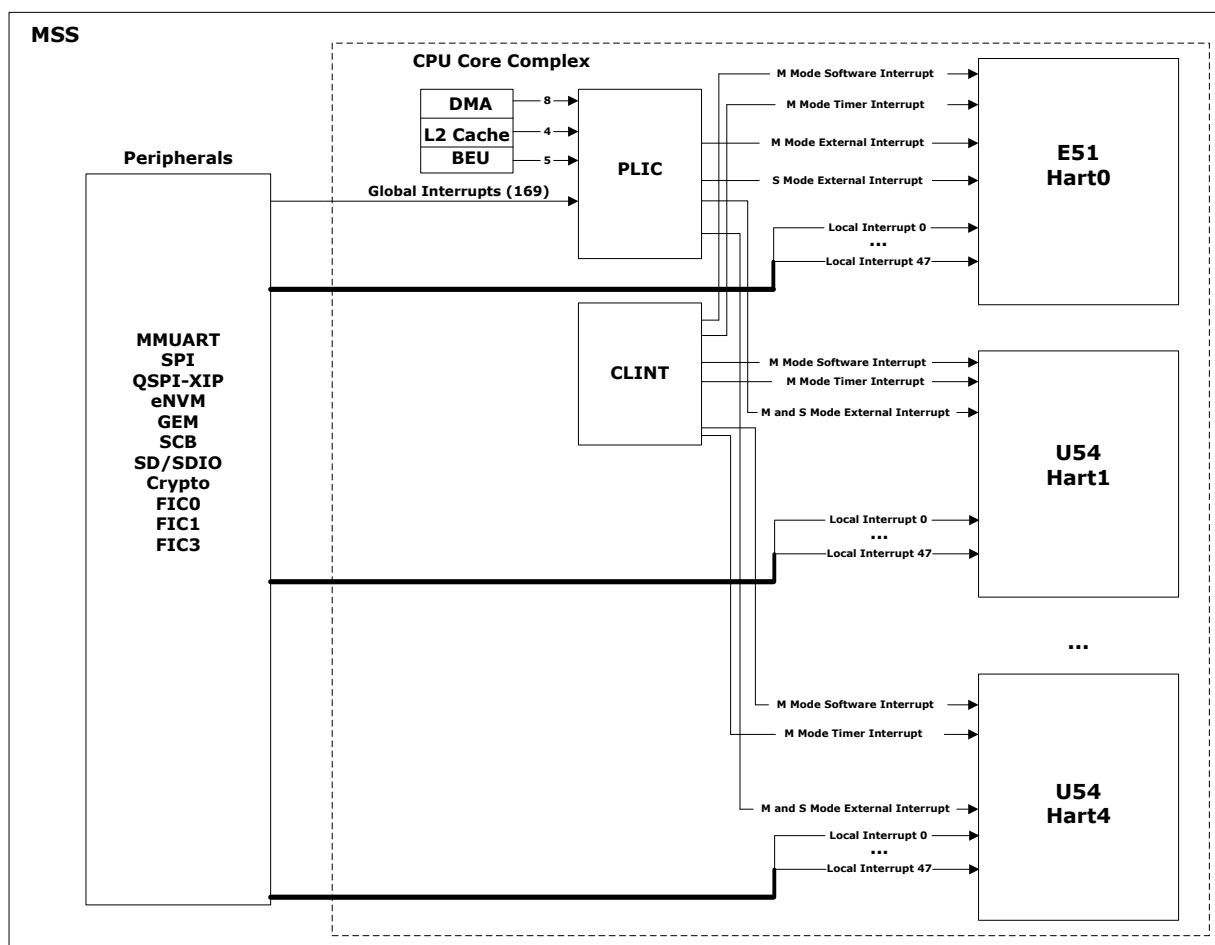 MSS
CPU Core Complex
DMA
8
L2 Cache
4
BEU
5
PLIC
Peripherals
Global Interrupts (169)
M Mode Software Interrupt
M Mode Timer Interrupt
M Mode External Interrupt
S Mode External Interrupt
Local Interrupt 0
...
Local Interrupt 47
E51
Hart0
MMUART
SPI
QSPI-XIP
eNVM
GEM
SCB
SD/SDIO
Crypto
FIC0
FIC1
FIC3
CLINT
M Mode Software Interrupt
M Mode Timer Interrupt
M and S Mode External Interrupt
Local Interrupt 0
...
Local Interrupt 47
U54
Hart1
...
M Mode Software Interrupt
M Mode Timer Interrupt
M and S Mode External Interrupt
Local Interrupt 0
...
Local Interrupt 47
U54
Hart4